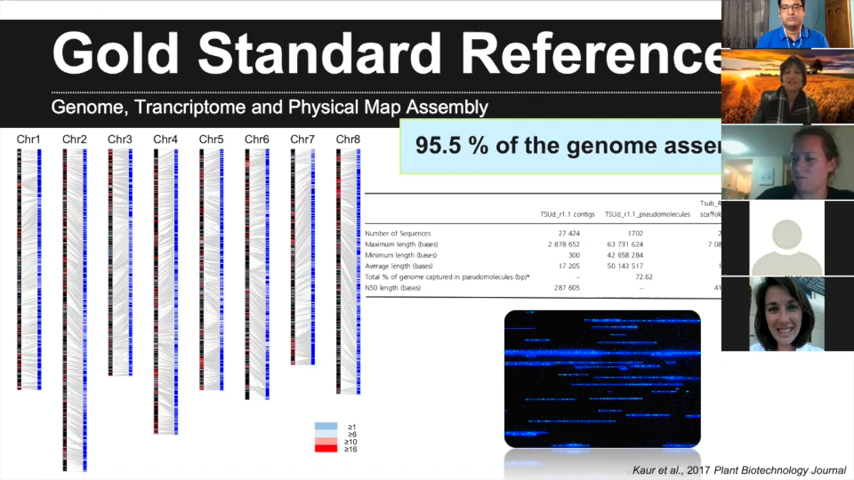 Gold Standard Reference
Genome, Trancriptome and Physical Map Assembly
Chr1 Chr2 Chr3 Chr4 Chr5 Chr6 Chr7 Chr8
95.5 % of the genome
TSUd_r1.1 contigs TSUd_r1.1_pseudomolecules
Number of Sequences 27 424 1702
Maximum length (bases) 2 878 652 63 731 624
Minimum length (bases) 300 42 658 284
Average length (bases) 17 205 50 143 517
Total % of genome captured in pseudomolecules (bp)* – 72.62
N50 length (bases) 287 605 –
≥1
≥6
≥10
≥16
Kaur et al., 2017 Plant Biotechnology Journal